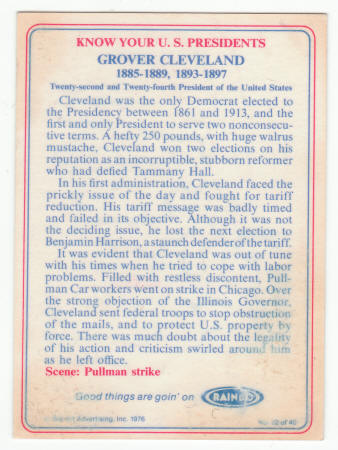 KNOW YOUR U. S. PRESIDENTS
GROVER CLEVELAND
1885-1889, 1893-1897
Twenty-second and Twenty-fourth President of the United States
Cleveland was the only Democrat elected to
the Presidency between 1861 and 1913, and the
first and only President to serve two nonsecu-
tive terms. A hefty 250 pounds, with huge walrus
mustache, Cleveland won two elections on his
reputation as an incorruptible, stubborn reformer
who had defied Tammany Hall.
In his first administration, Cleveland faced the
prickly issue of the day and fought for tariff
reduction. His tariff message was badly timed
and failed in its objective. Although it was not
the deciding issue, he lost the next election to
Benjamin Harrison, a staunch defender of the tariff.
It was evident that Cleveland was out of tune
with his times when he tried to cope with labor
problems. Filled with restless discontent, Pull-
man Car workers went on strike in Chicago. Over
the strong objection of the Illinois Governor,
Cleveland sent federal troops to stop obstruction
of the mails, and to protect U.S. property by
force. There was much doubt about the legality
of his action and criticism swirled around him
as he left office.
Scene: Pullman strike
Good things are goin' on RAINBO
Advertising, Inc. 1976
No. 22 of 40